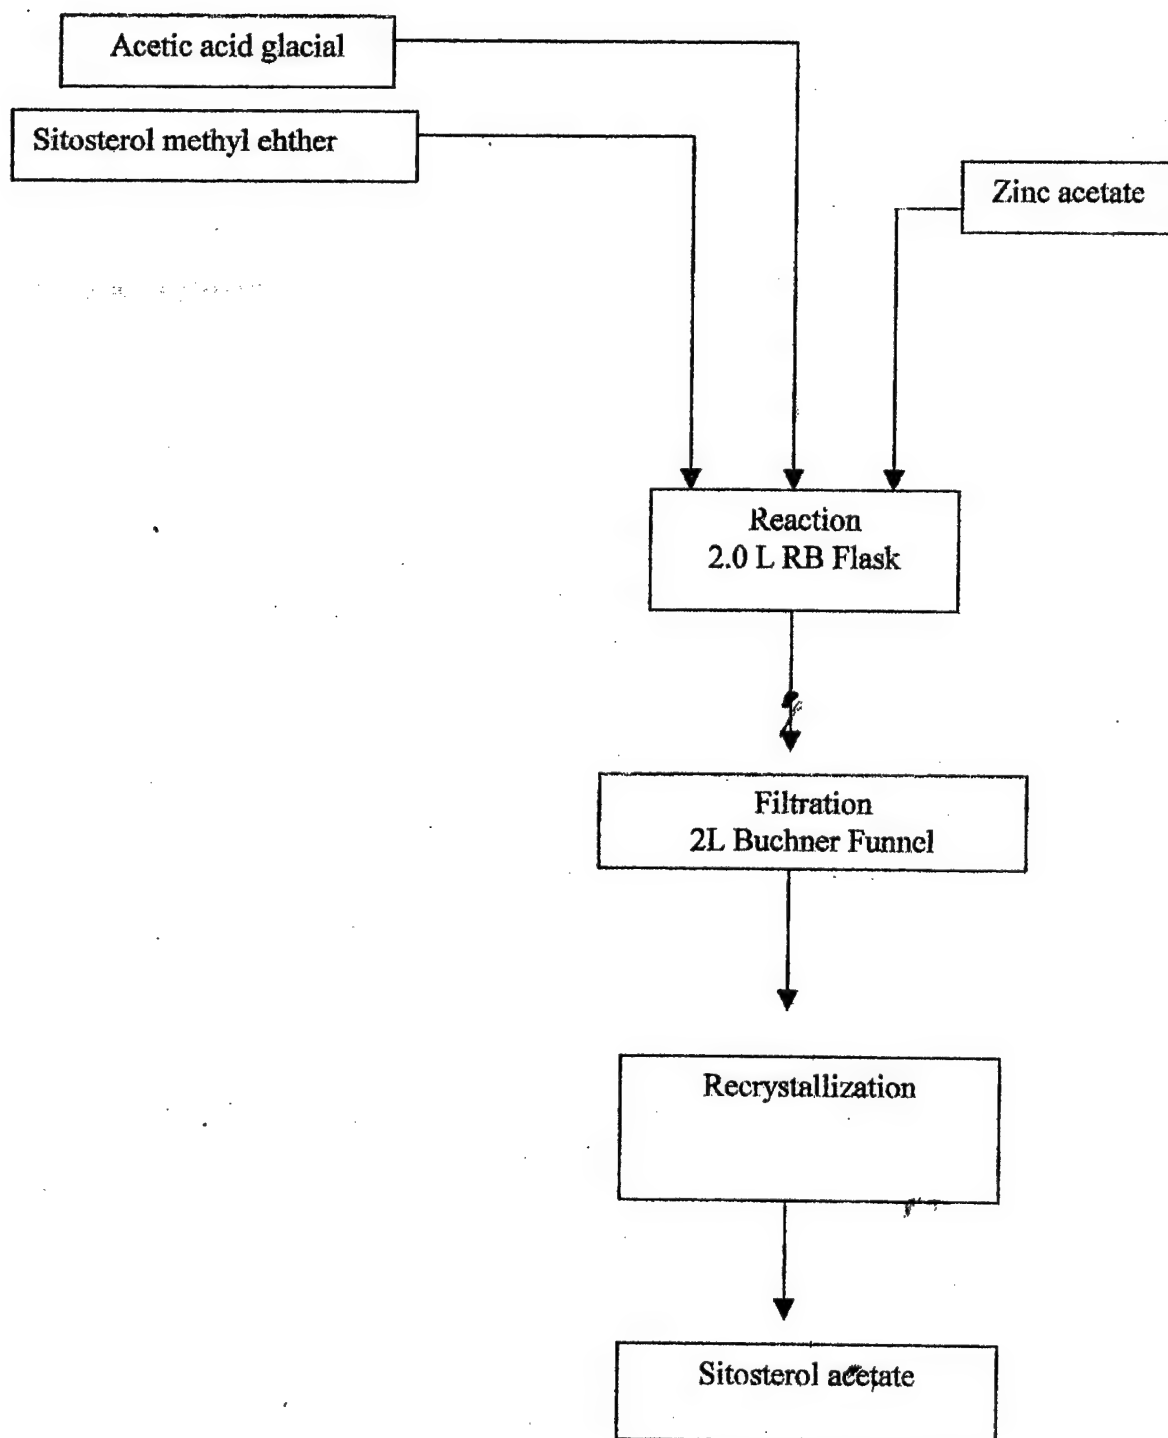 Acetic acid glacial
Sitosterol methyl ehther
Zinc acetate
Reaction
2.0 L RB Flask
Filtration
2L Buchner Funnel
Recrystallization
Sitosterol acetate